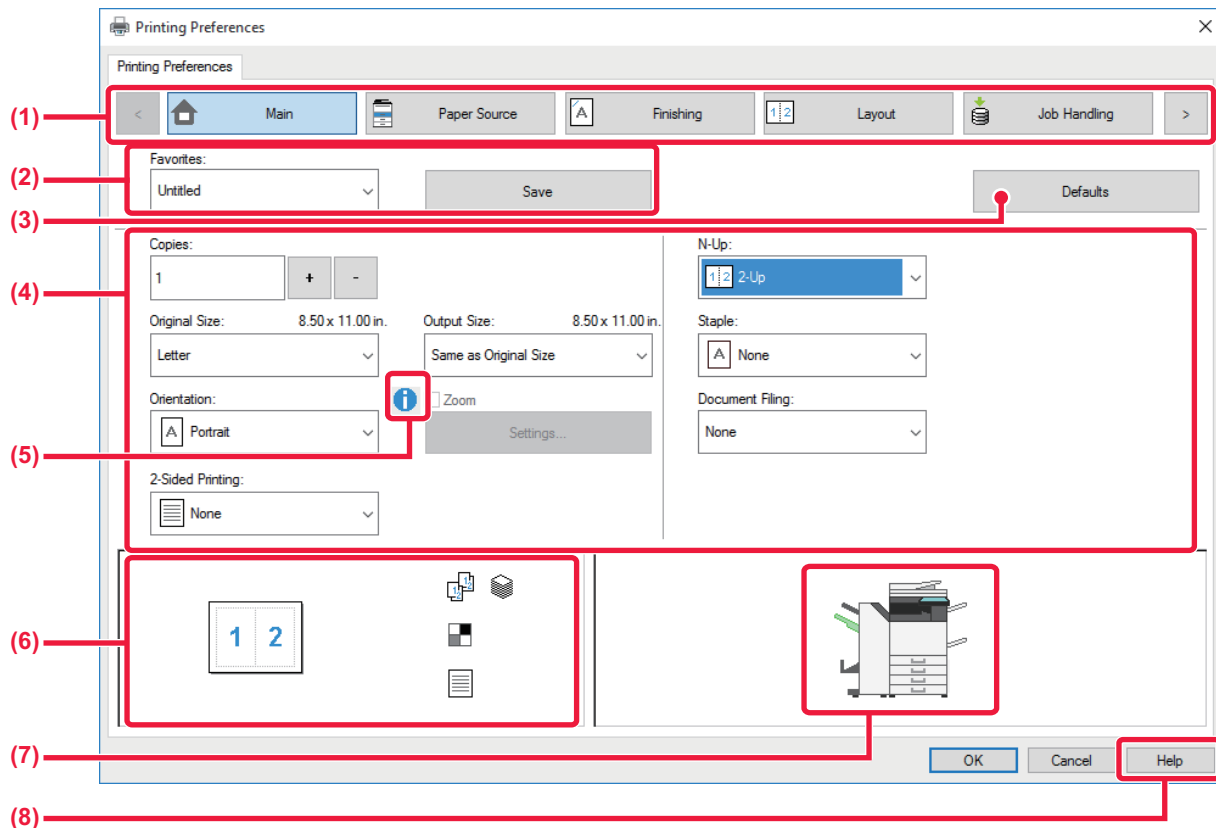 Printing Preferences
Printing Preferences
(1)
< Main Paper Source Finishing Layout Job Handling >
(2)
Favorites:
Untitled Save Defaults
(3)
Copies: N-Up:
(4)
1 + - 1 2 2-Up
Original Size: 8.50 x 11.00 in. Output Size: 8.50 x 11.00 in. Staple:
Letter Same as Original Size A None
Orientation: Zoom Document Filing:
A Portrait Settings... None
(5)
2-Sided Printing:
None
(6)
1 2
(7)
OK Cancel Help
(8)